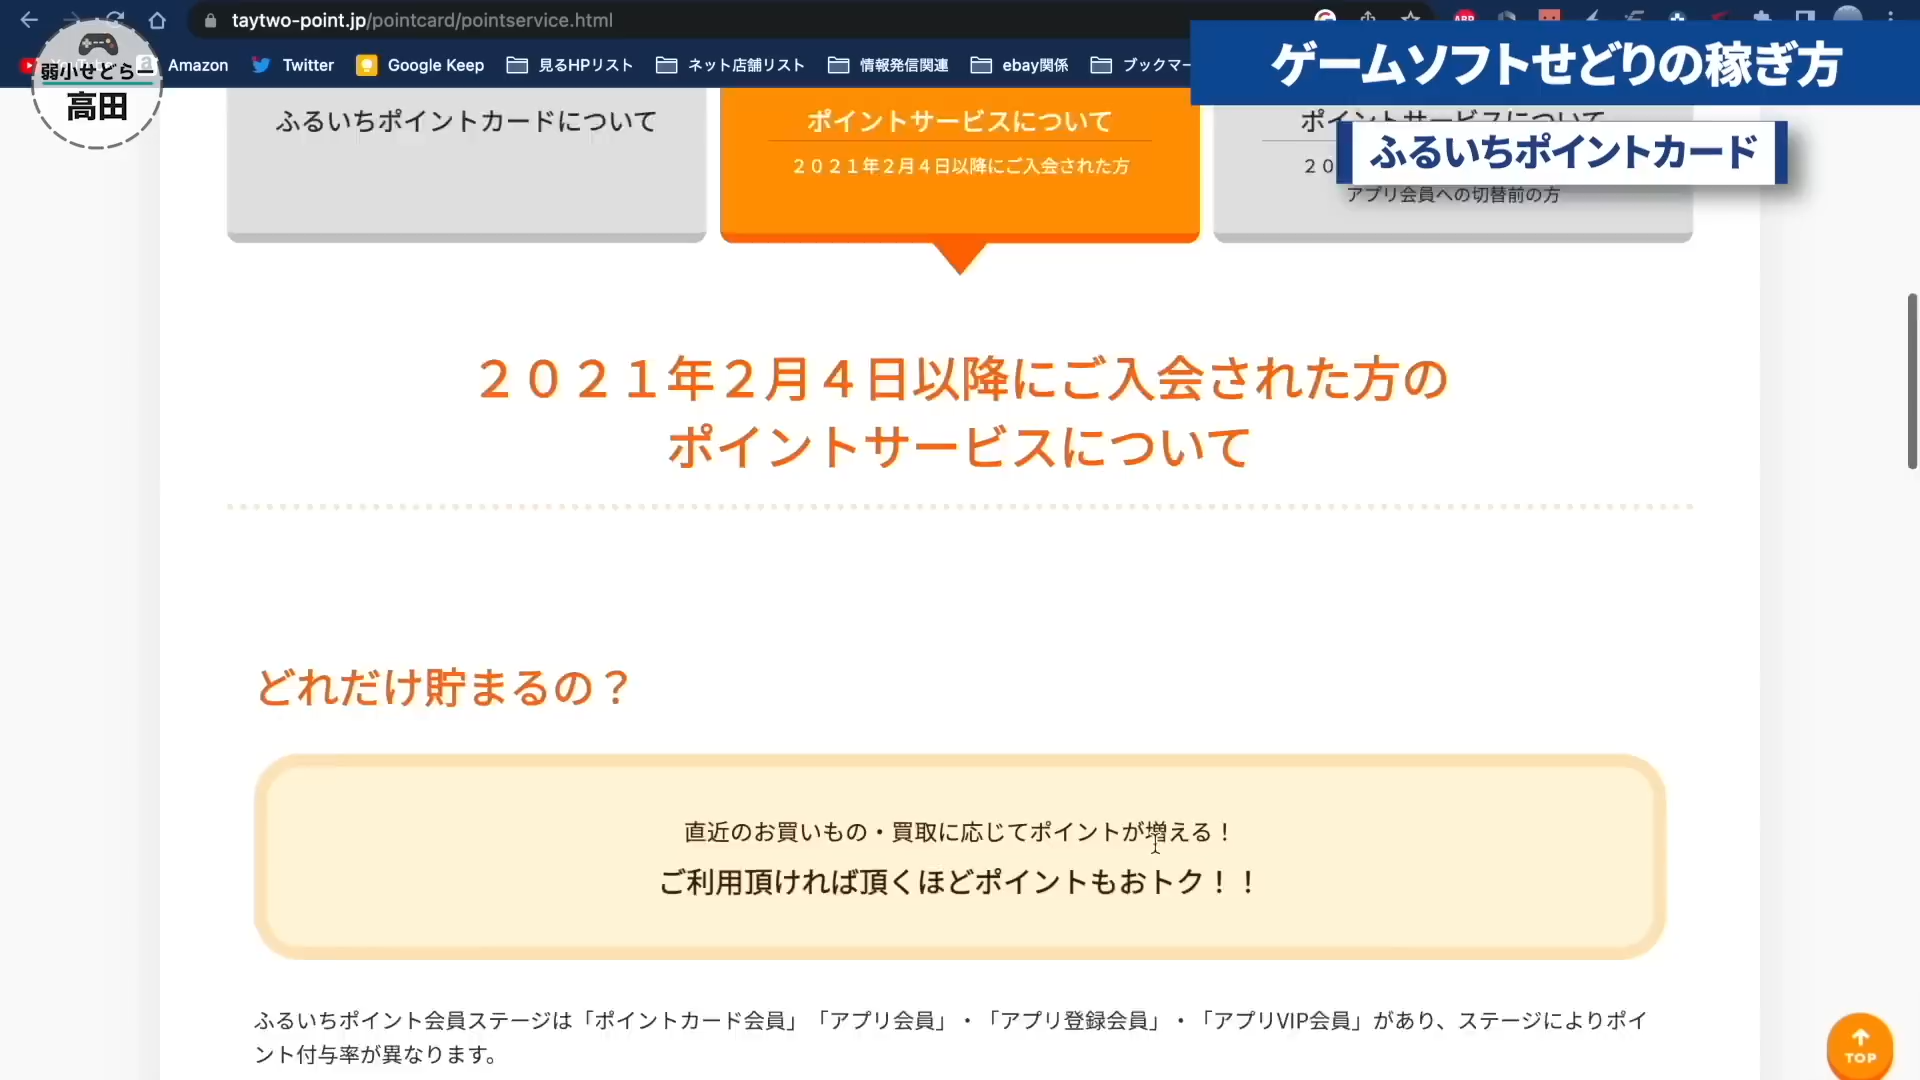 taytwo-point.jp/pointcard/pointservice.html
Amazon
Twitter
Google Keep
見るHPリスト
ネット店舗リスト
情報発信関連
ebay関係
ブックマー
弱小せどらー
高田
ゲームソフトせどりの稼ぎ方
ふるいちポイントカード
ふるいちポイントカードについて
ポイントサービスについて
２０２１年２月４日以降にご入会された方
ポイントサービスについて
２０
アプリ会員への切替前の方
２０２１年２月４日以降にご入会された方の
ポイントサービスについて
どれだけ貯まるの？
直近のお買いもの・買取に応じてポイントが増える！
ご利用頂ければ頂くほどポイントもおトク！！
ふるいちポイント会員ステージは「ポイントカード会員」「アプリ会員」・「アプリ登録会員」・「アプリVIP会員」があり、ステージによりポイ
ント付与率が異なります。
TOP